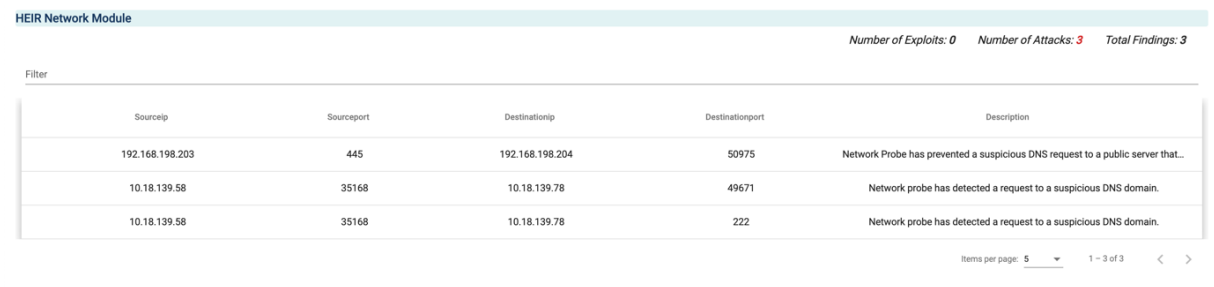 HEIR Network Module
Number of Exploits: 0 Number of Attacks: 3 Total Findings: 3
Filter
Sourceip Sourceport Destinationip Destinationport Description
192.168.198.203 445 192.168.198.204 50975 Network Probe has prevented a suspicious DNS request to a public server that...
10.18.139.58 35168 10.18.139.78 49671 Network probe has detected a request to a suspicious DNS domain.
10.18.139.58 35168 10.18.139.78 222 Network probe has detected a request to a suspicious DNS domain.
Items per page: 5 1 – 3 of 3